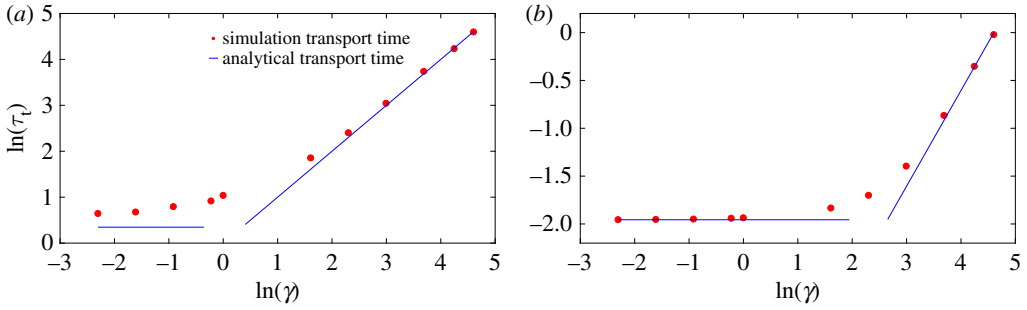 (a)
5
4
3
2
1
0
ln(τt)
simulation transport time
analytical transport time
−3 −2 −1 0 1 2 3 4 5
ln(γ)
(b)
0
−0.5
−1.0
−1.5
−2.0
−3 −2 −1 0 1 2 3 4 5
ln(γ)